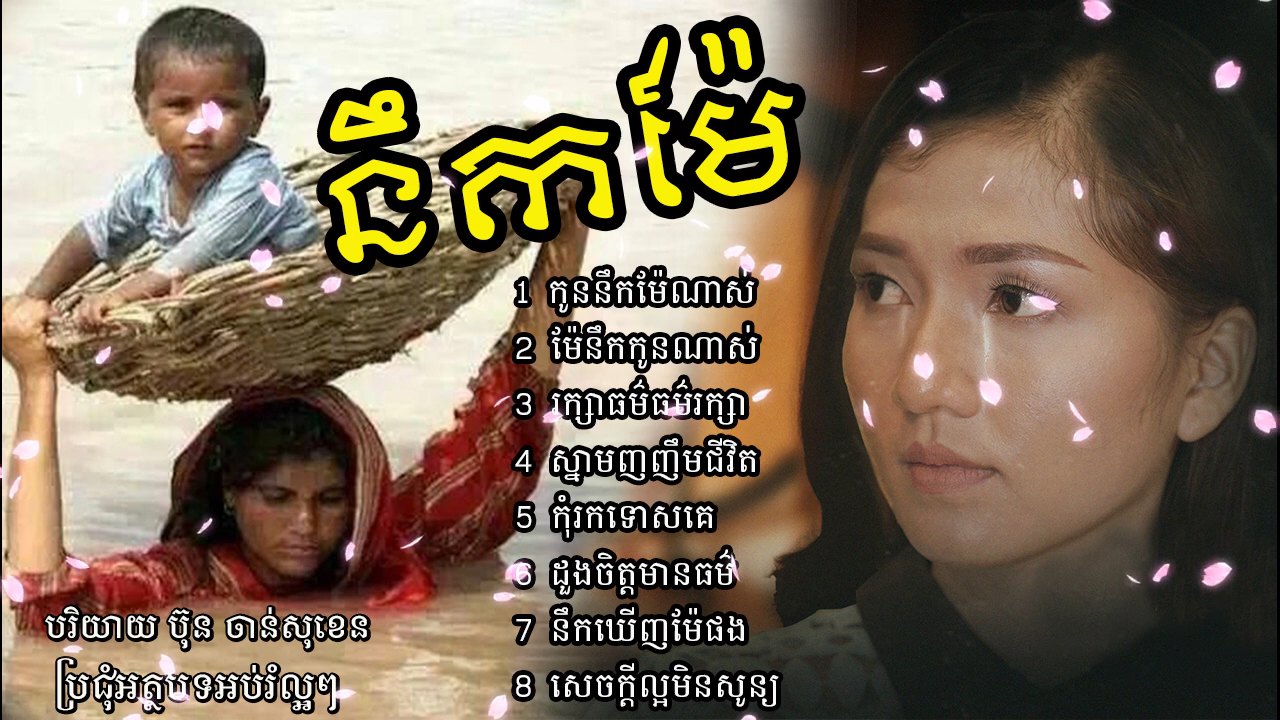 នឹកម៉ែ
1 កូននឹកម៉ែណាស់
2 ម៉ែនឹកកូនណាស់
3 រក្សាធម៌ធម៌រក្សា
4 ស្នាមញញឹមជីវិត
5 កុំរកទោសគេ
6 ដួងចិត្តមានធម៌
7 នឹកឃើញម៉ែផង
8 សេចក្តីល្អមិនសូន្យ
បរិយាយ ប៊ុន ចាន់សុខេន
ប្រជុំអត្ថបទអប់រំល្អៗ